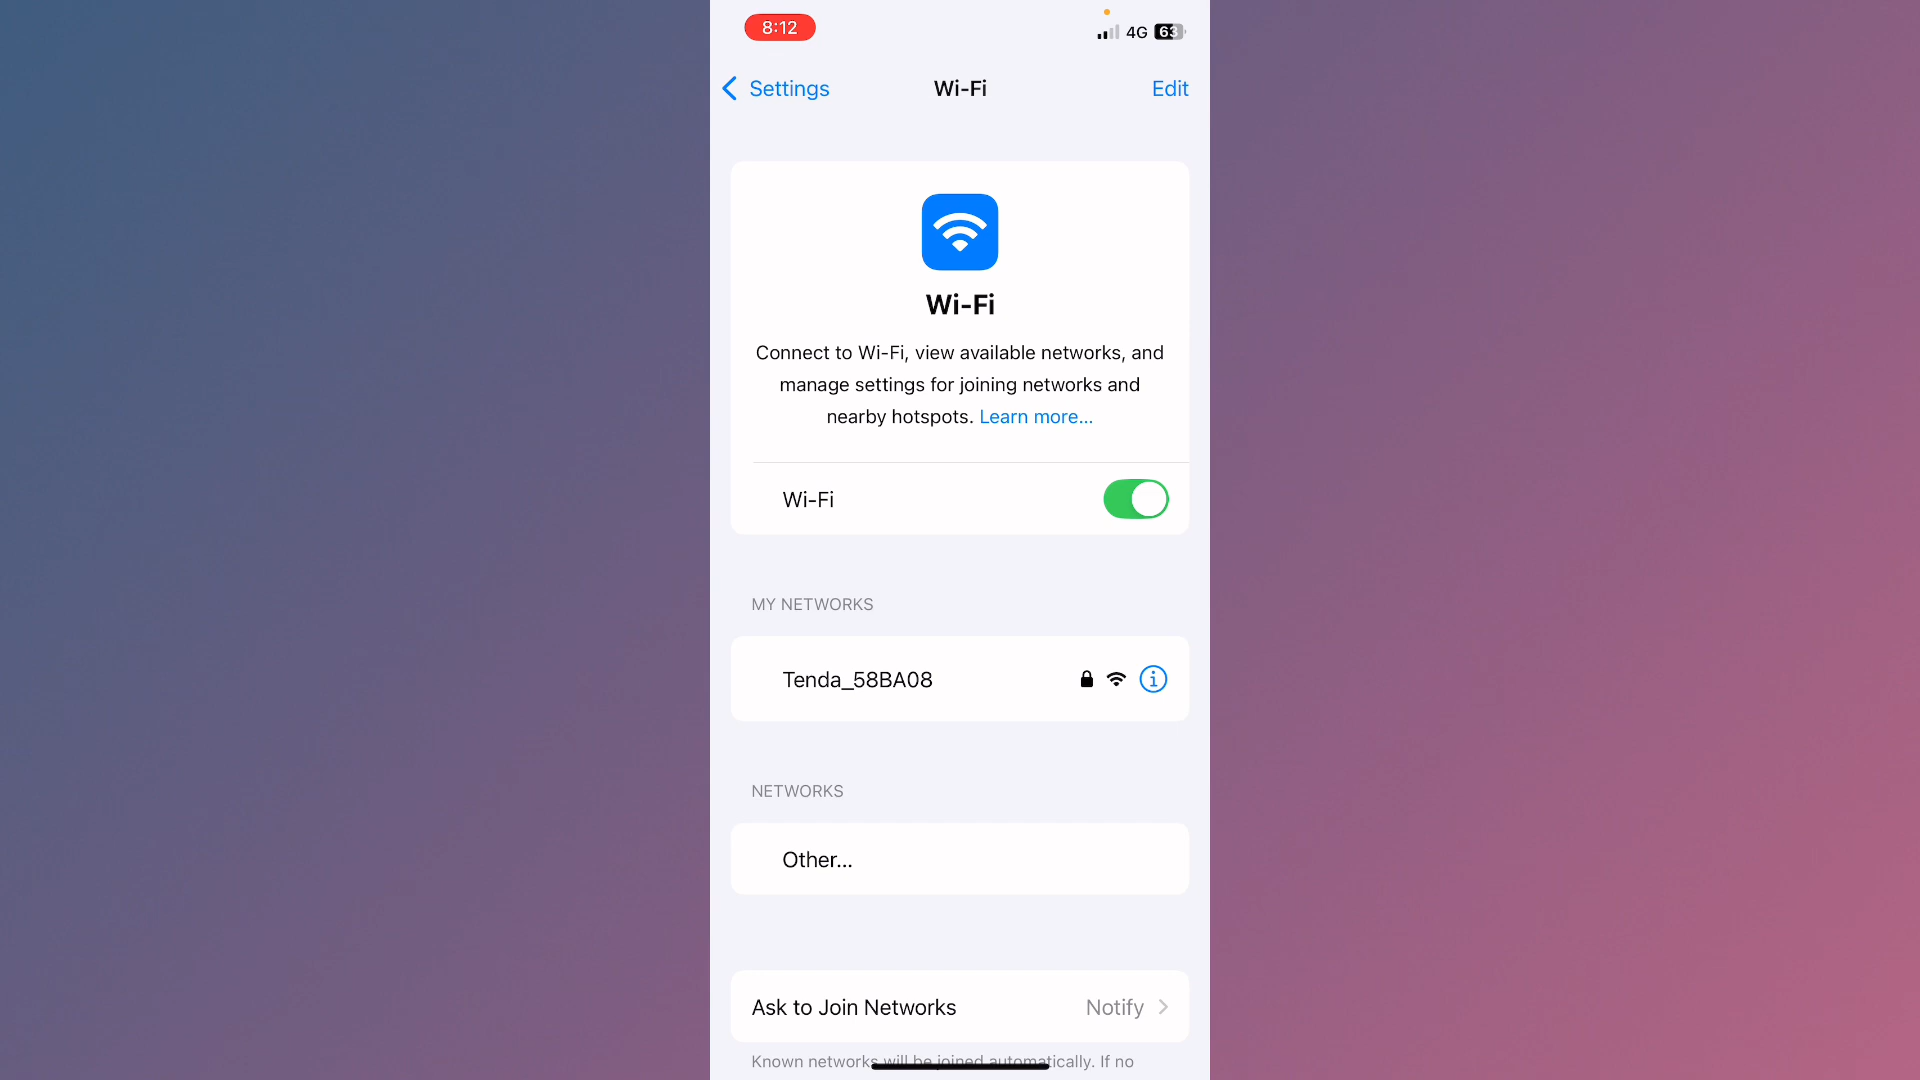 8:12
4G 63
Settings
Wi-Fi
Edit
Wi-Fi
Connect to Wi-Fi, view available networks, and
manage settings for joining networks and
nearby hotspots. Learn more...
Wi-Fi
MY NETWORKS
Tenda_58BA08
NETWORKS
Other...
Ask to Join Networks
Notify
Known networks will be joined automatically. If no